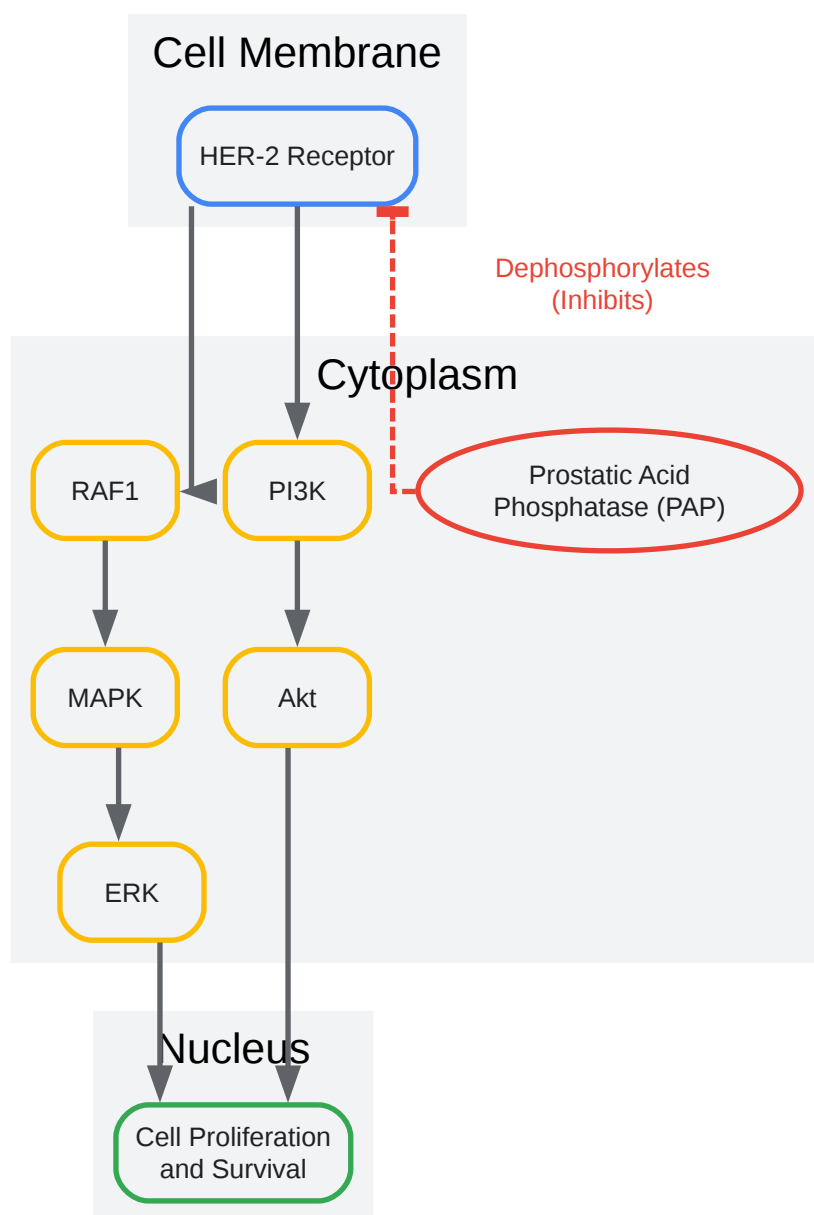 Cell Membrane
HER-2 Receptor
Dephosphorylates
(Inhibits)
Cytoplasm
RAF1
PI3K
Prostatic Acid
Phosphatase (PAP)
MAPK
Akt
ERK
Nucleus
Cell Proliferation
and Survival